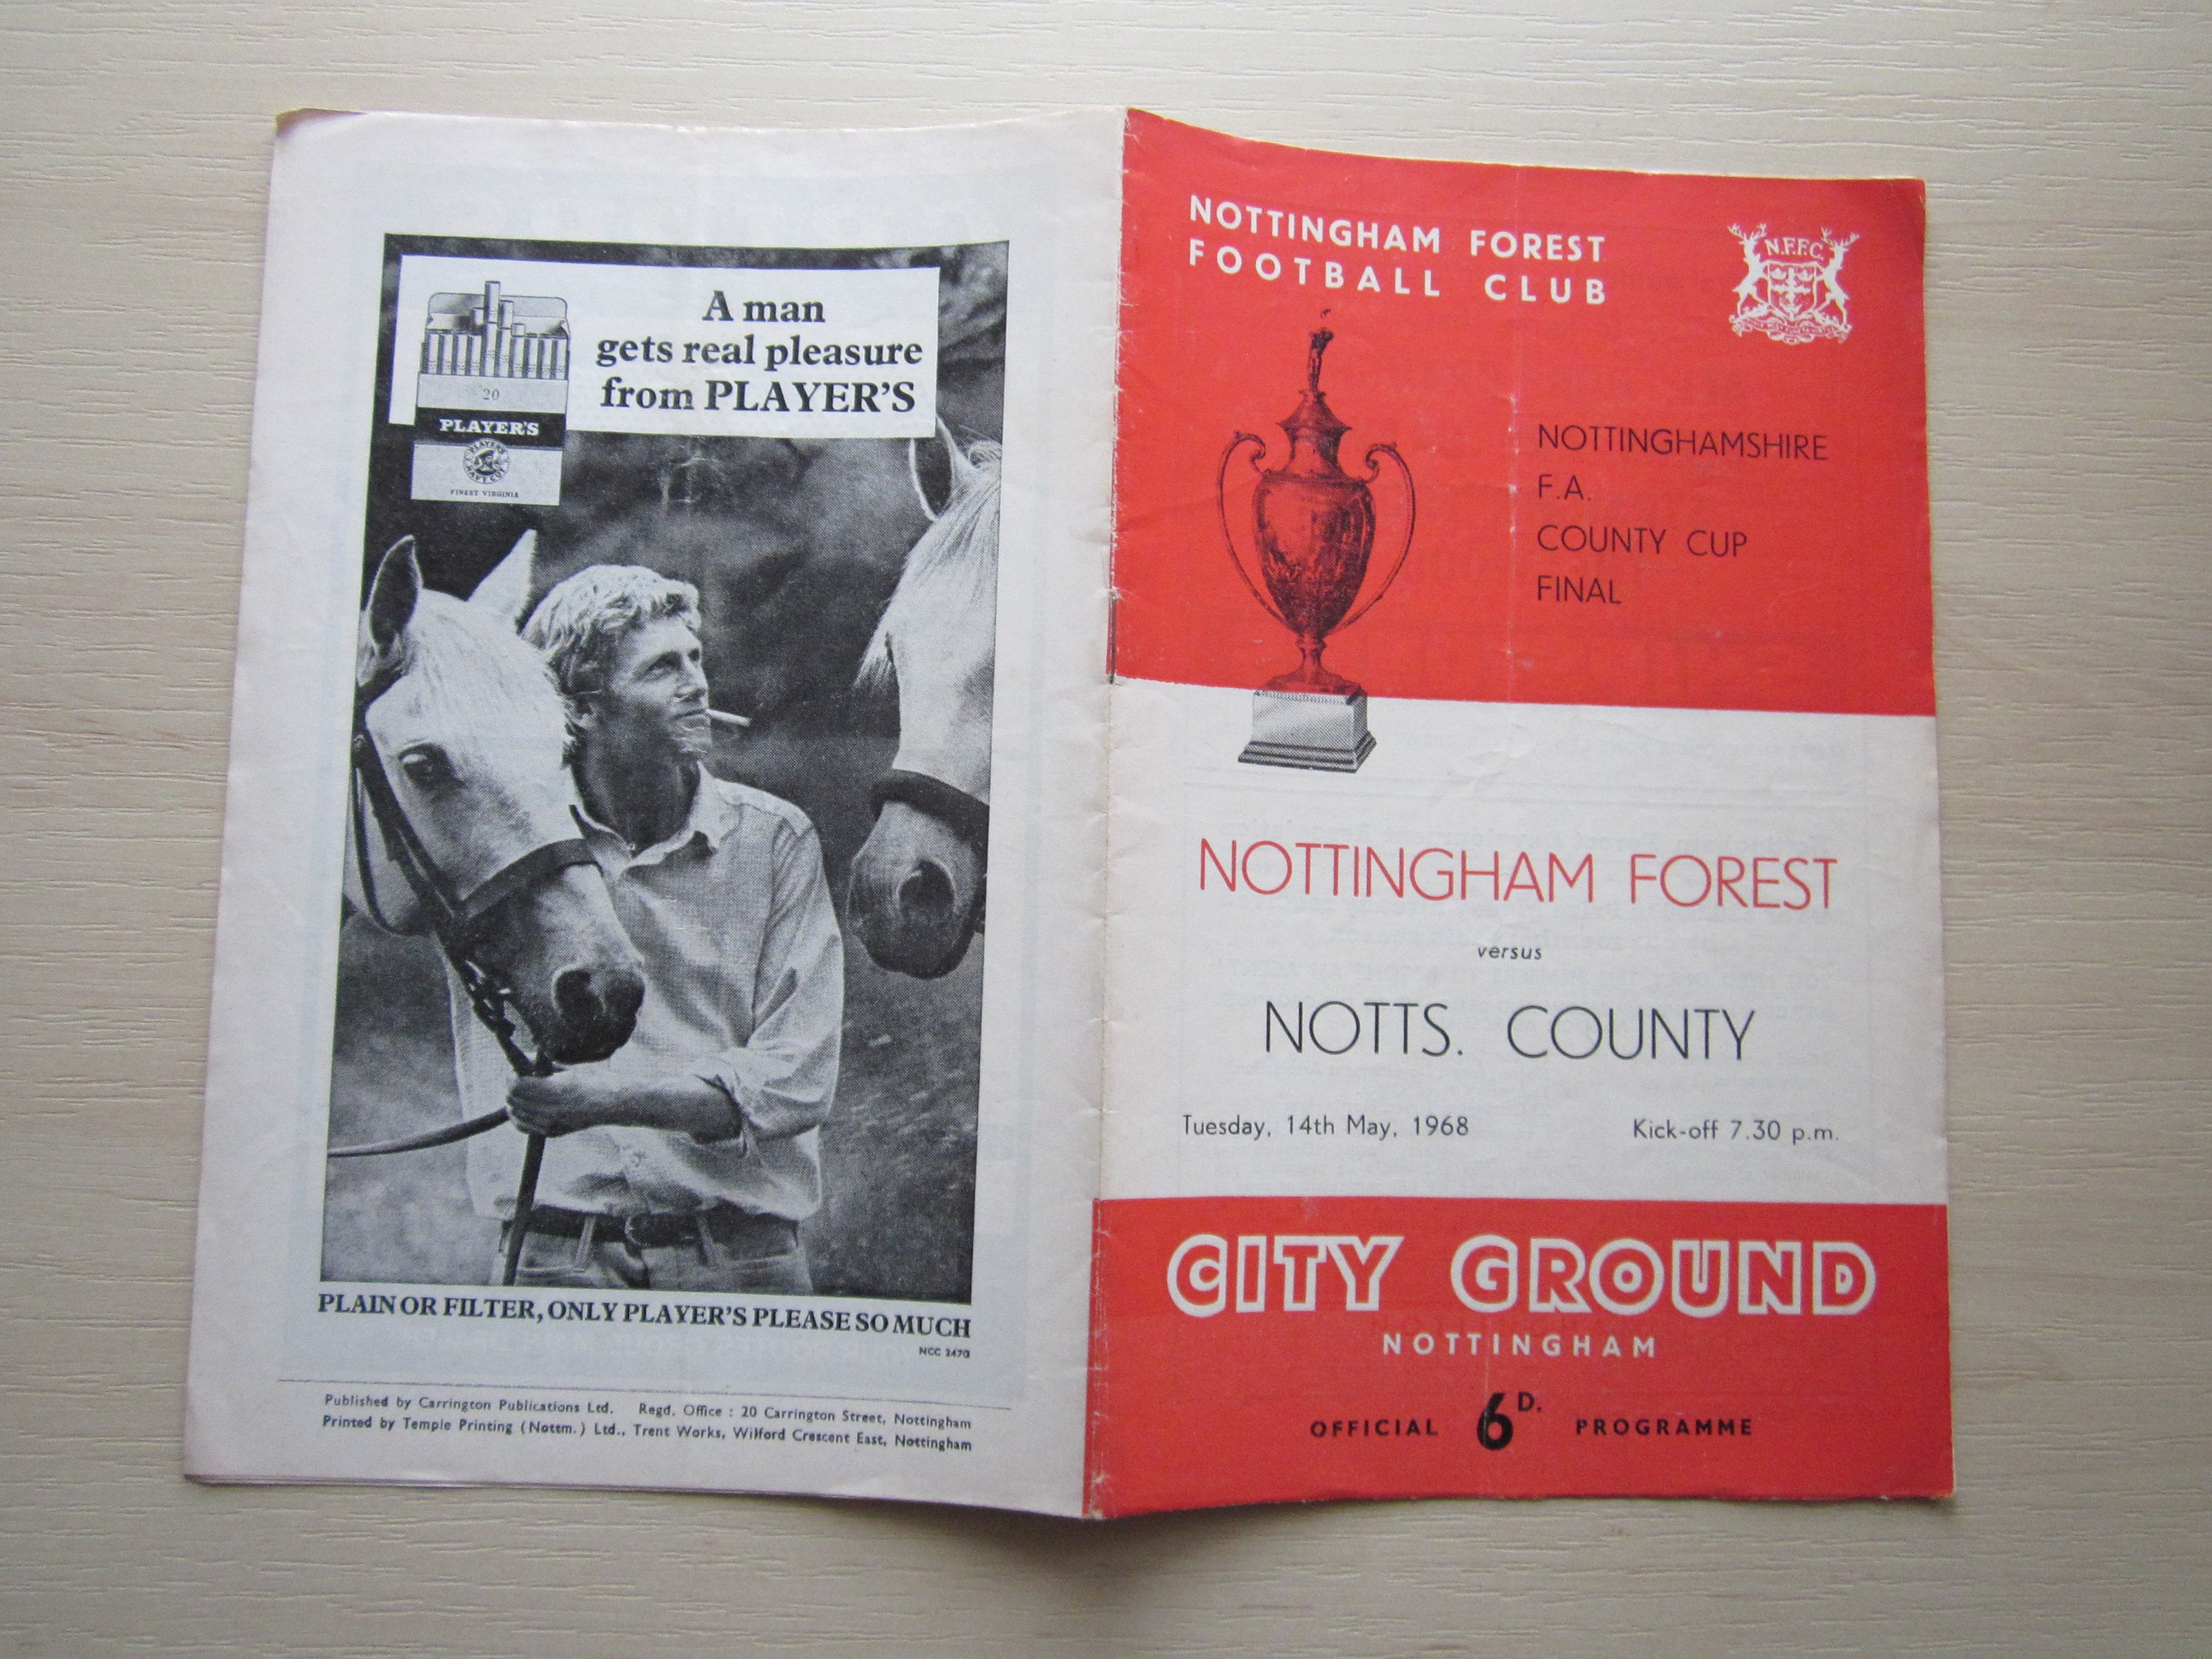 A man
gets real pleasure
from PLAYER'S
20
PLAYER'S
FINEST VIRGINIA
PLAIN OR FILTER, ONLY PLAYER'S PLEASE SO MUCH
Published by Carrington Publications Ltd. Regd. Office : 20 Carrington Street, Nottingham
Printed by Temple Printing (Nottm.) Ltd., Trent Works, Wilford Crescent East, Nottingham
NOTTINGHAM FOREST
FOOTBALL CLUB
N.F.F.C.
NOTTINGHAMSHIRE
F.A.
COUNTY CUP
FINAL
NOTTINGHAM FOREST
versus
NOTTS. COUNTY
Tuesday, 14th May, 1968 Kick-off 7.30 p.m.
CITY GROUND
NOTTINGHAM
OFFICIAL 6D. PROGRAMME